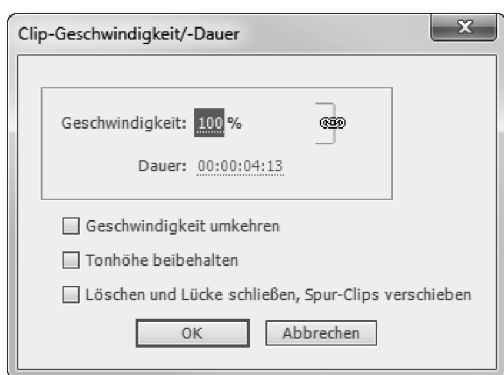 Clip-Geschwindigkeit/-Dauer
Geschwindigkeit: 100 %
Dauer: 00:00:04:13
Geschwindigkeit umkehren
Tonhöhe beibehalten
Löschen und Lücke schließen, Spur-Clips verschieben
OK Abbrechen